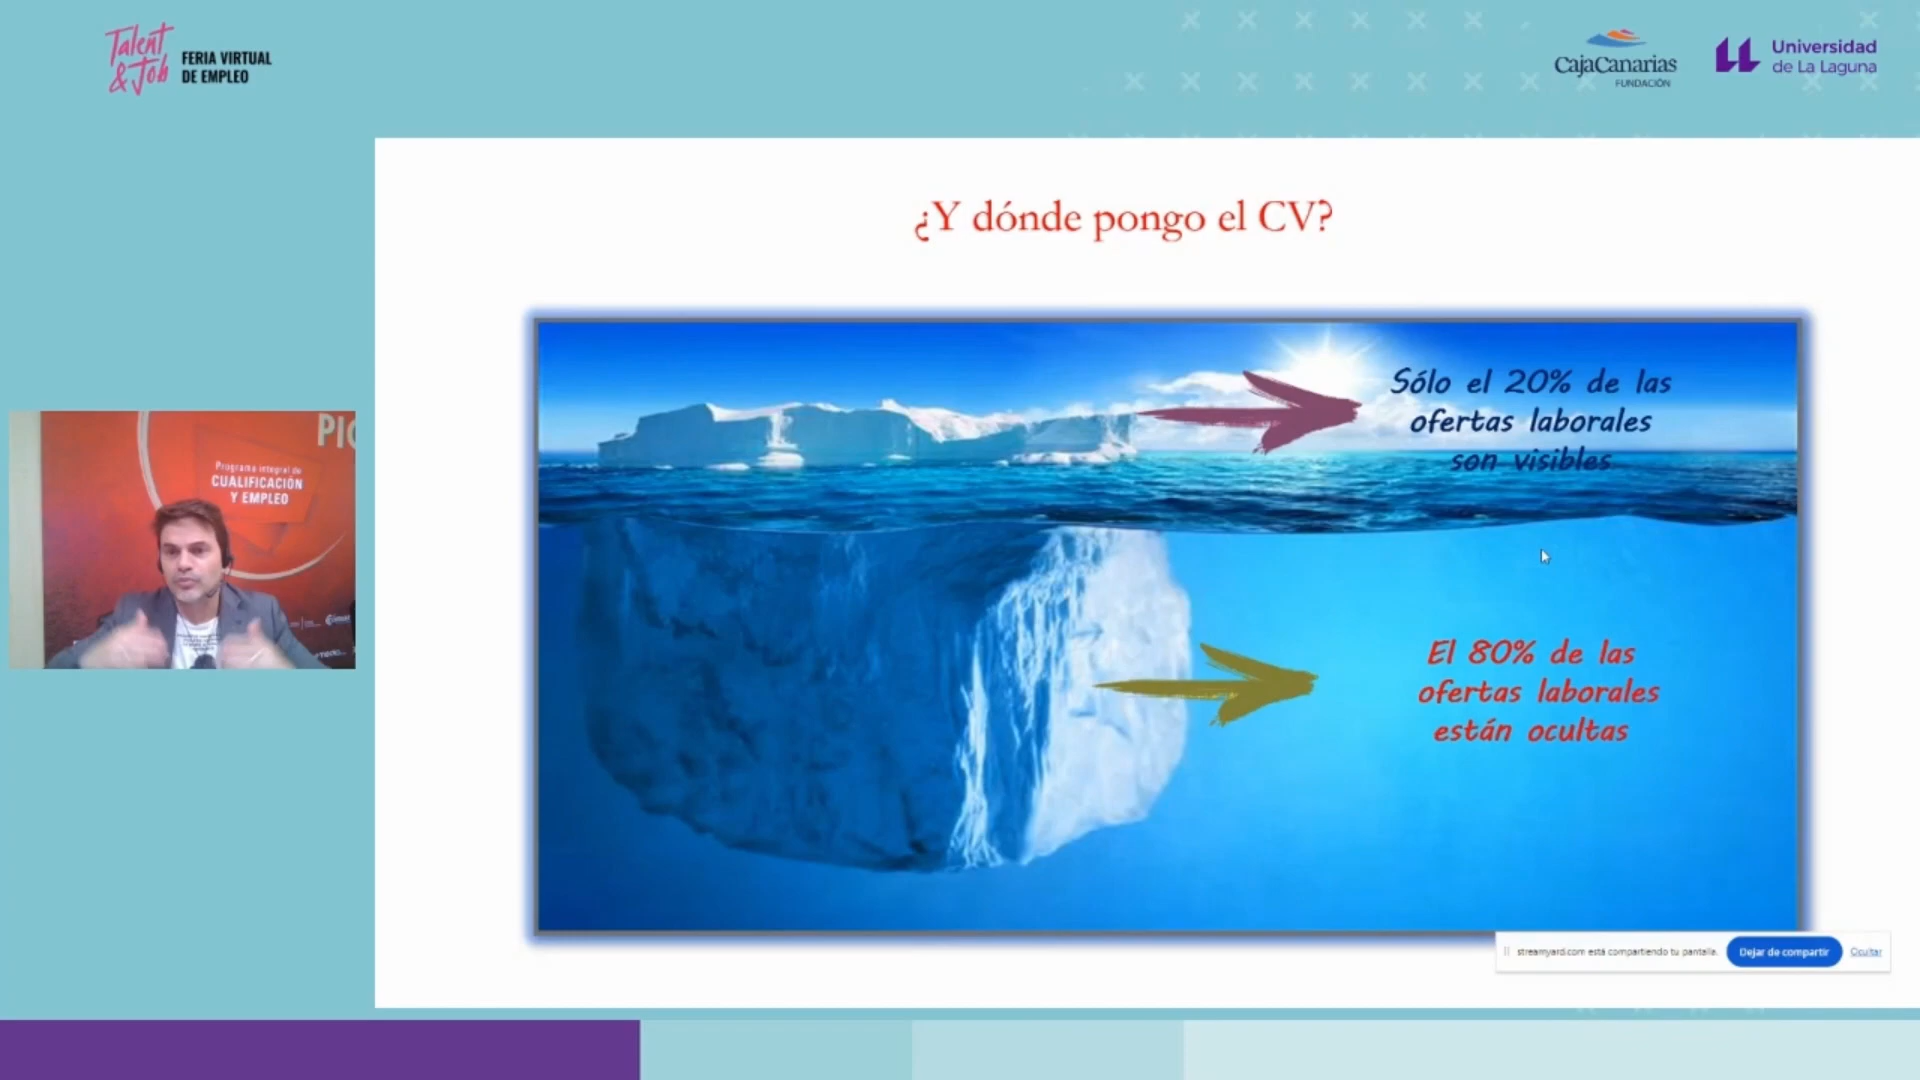 Talent
& Job
FERIA VIRTUAL
DE EMPLEO
CajaCanarias
FUNDACIÓN
Universidad
de La Laguna
¿Y dónde pongo el CV?
Sólo el 20% de las
ofertas laborales
son visibles
El 80% de las
ofertas laborales
están ocultas
Programa integral de
CUALIFICACIÓN
Y EMPLEO
streamyard.com está compartiendo tu pantalla.
Dejar de compartir
Ocultar